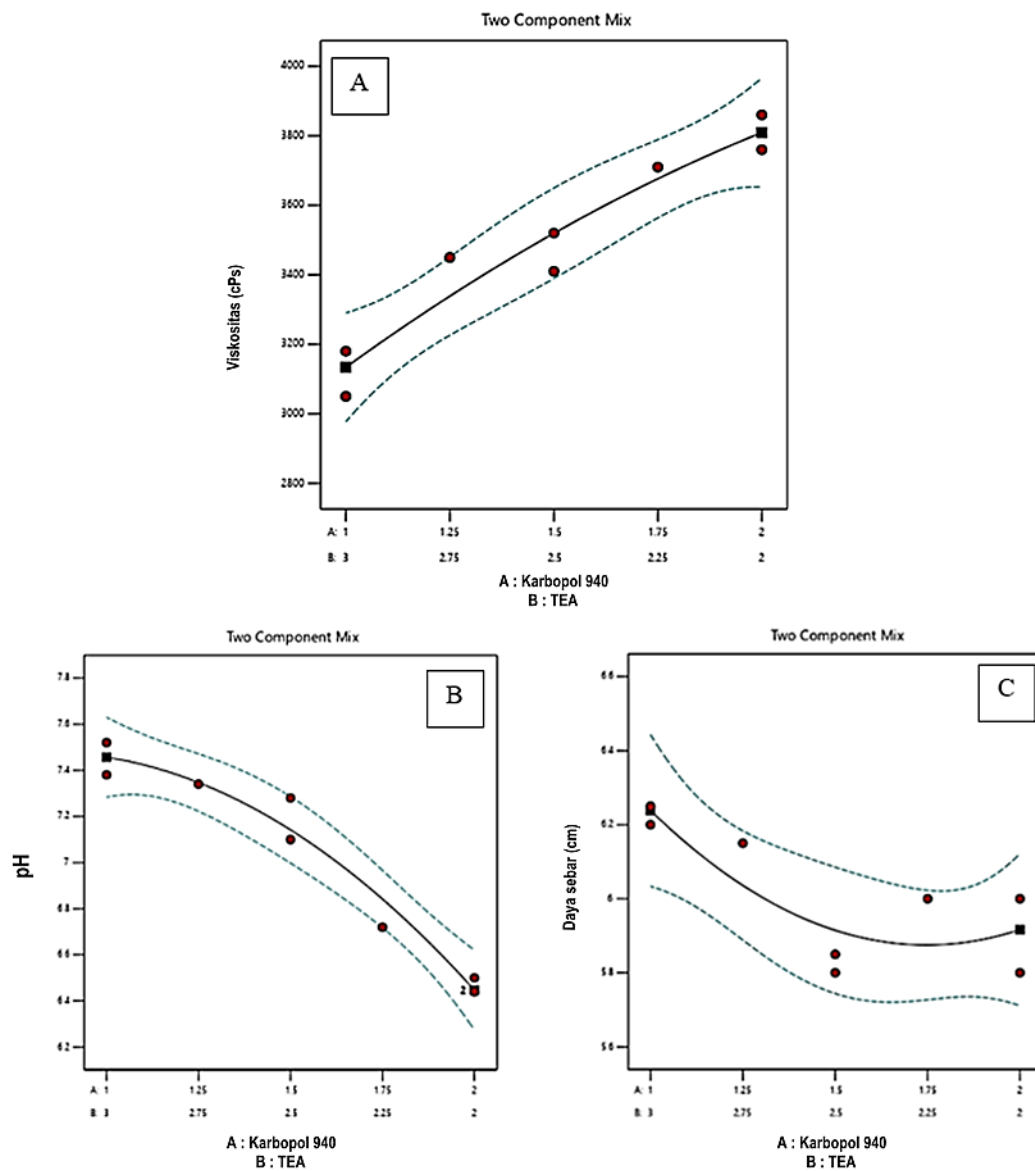 Two Component Mix
A
4000
3800
3600
3400
3200
3000
2800
Viskositas (cPs)
A: 1 1.25 1.5 1.75 2
B: 3 2.75 2.5 2.25 2
A : Karbopol 940
B : TEA
Two Component Mix
B
7.8
7.6
7.4
7.2
7
6.8
6.6
6.4
6.2
pH
2
A: 1 1.25 1.5 1.75 2
B: 3 2.75 2.5 2.25 2
A : Karbopol 940
B : TEA
Two Component Mix
C
6.6
6.4
6.2
6
5.8
5.6
Daya sebar (cm)
A: 1 1.25 1.5 1.75 2
B: 3 2.75 2.5 2.25 2
A : Karbopol 940
B : TEA